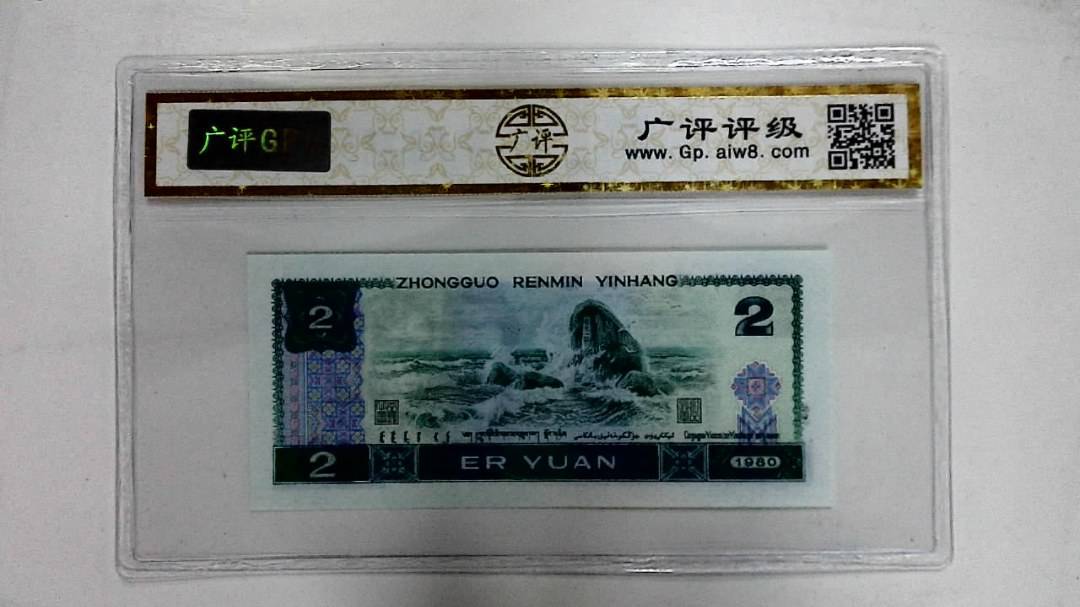 广评GP
广评
广评评级
www.Gp.aiw8.com
ZHONGGUO RENMIN YINHANG
2
2
2
ER YUAN
1980